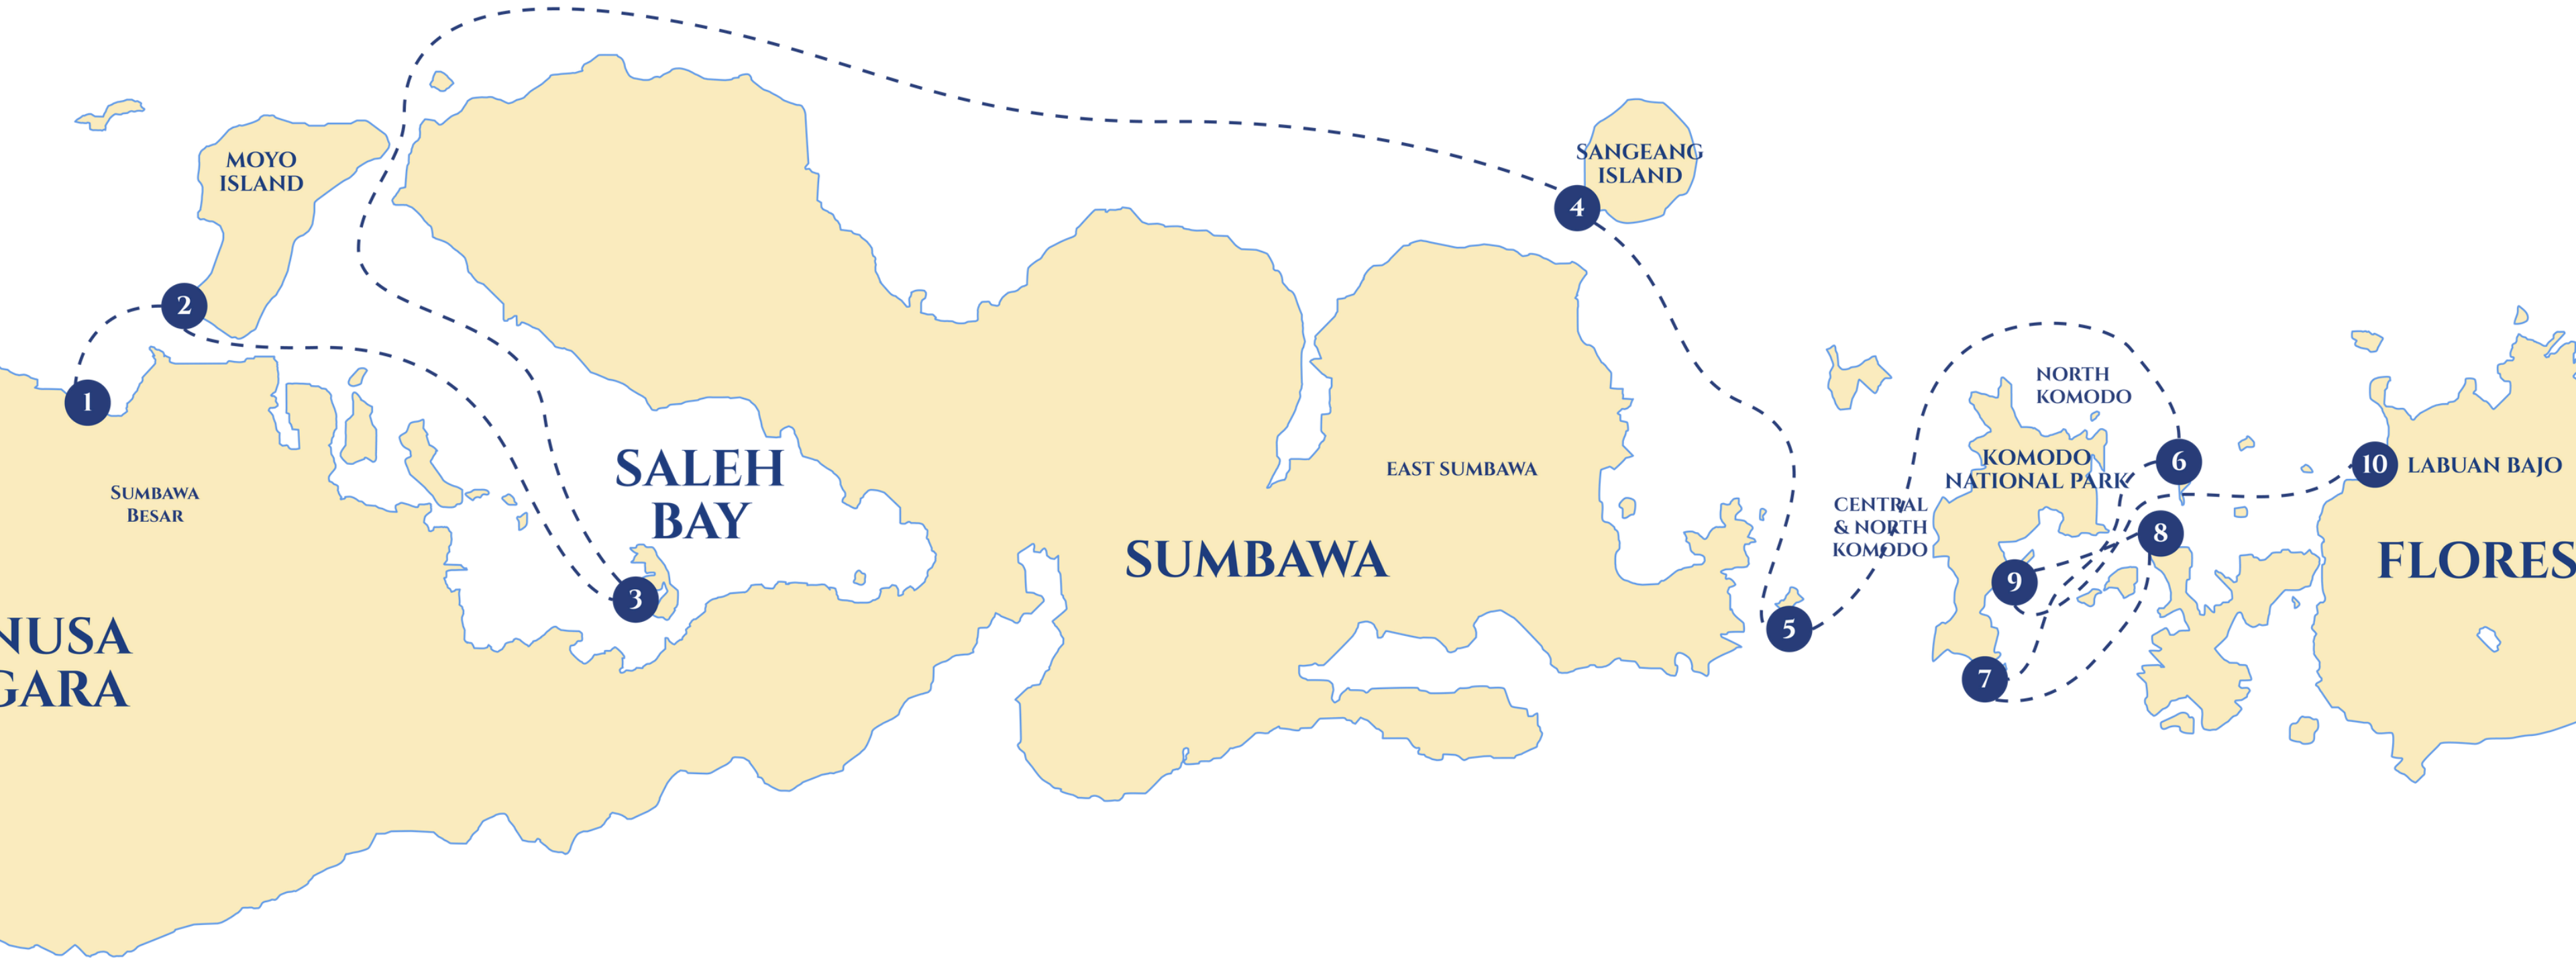 MOYO
ISLAND
SANGEANG
ISLAND
4
2
1
NORTH
KOMODO
SALEH
BAY
EAST SUMBAWA
KOMODO
NATIONAL PARK
6
10 LABUAN BAJO
SUMBAWA
BESAR
CENTRAL
& NORTH
KOMODO
8
SUMBAWA
FLORES
9
3
5
NUSA
GARA
7